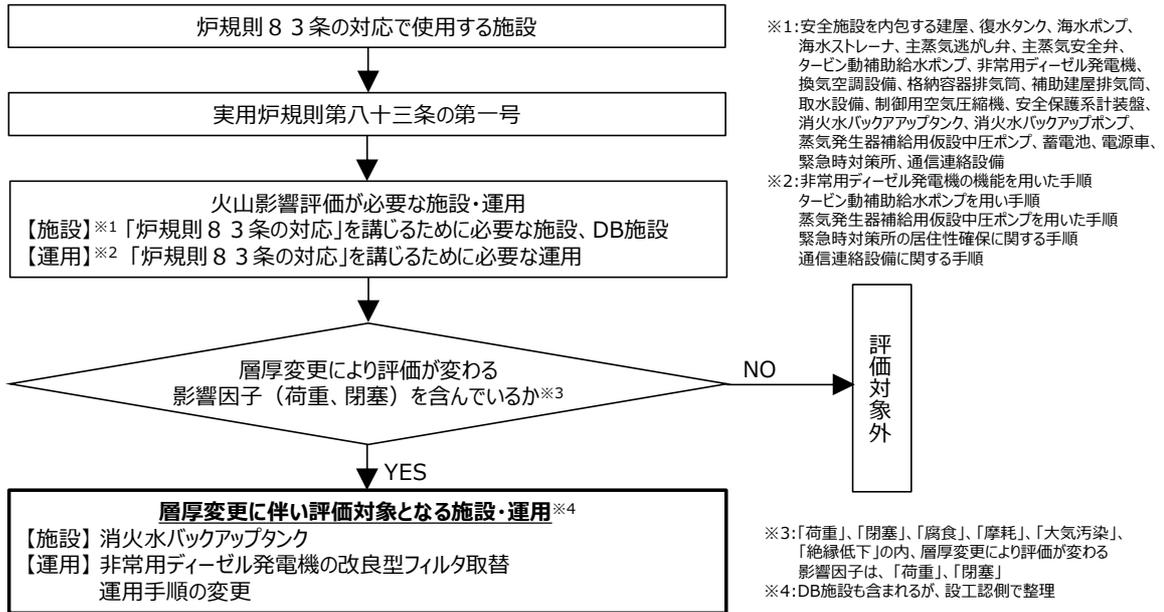 炉規則８３条の対応で使用する施設
実用炉規則第八十三条の第一号
火山影響評価が必要な施設・運用
【施設】※1 「炉規則８３条の対応」を講じるために必要な施設、DB施設
【運用】※2 「炉規則８３条の対応」を講じるために必要な運用
層厚変更により評価が変わる
影響因子（荷重、閉塞）を含んでいるか※3
NO
評価対象外
YES
層厚変更に伴い評価対象となる施設・運用※4
【施設】 消火水バックアップタンク
【運用】 非常用ディーゼル発電機の改良型フィルタ取替
運用手順の変更
※1:安全施設を内包する建屋、復水タンク、海水ポンプ、
海水ストレーナ、主蒸気逃がし弁、主蒸気安全弁、
タービン動補助給水ポンプ、非常用ディーゼル発電機、
換気空調設備、格納容器排気筒、補助建屋排気筒、
取水設備、制御用空気圧縮機、安全保護系計装盤、
消火水バックアアップタンク、消火水バックアップポンプ、
蒸気発生器補給用仮設中圧ポンプ、蓄電池、電源車、
緊急時対策所、通信連絡設備
※2:非常用ディーゼル発電機の機能を用いた手順
タービン動補助給水ポンプを用い手順
蒸気発生器補給用仮設中圧ポンプを用いた手順
緊急時対策所の居住性確保に関する手順
通信連絡設備に関する手順
※3:「荷重」、「閉塞」、「腐食」、「摩耗」、「大気汚染」、
「絶縁低下」の内、層厚変更により評価が変わる
影響因子は、「荷重」、「閉塞」
※4:DB施設も含まれるが、設工認側で整理